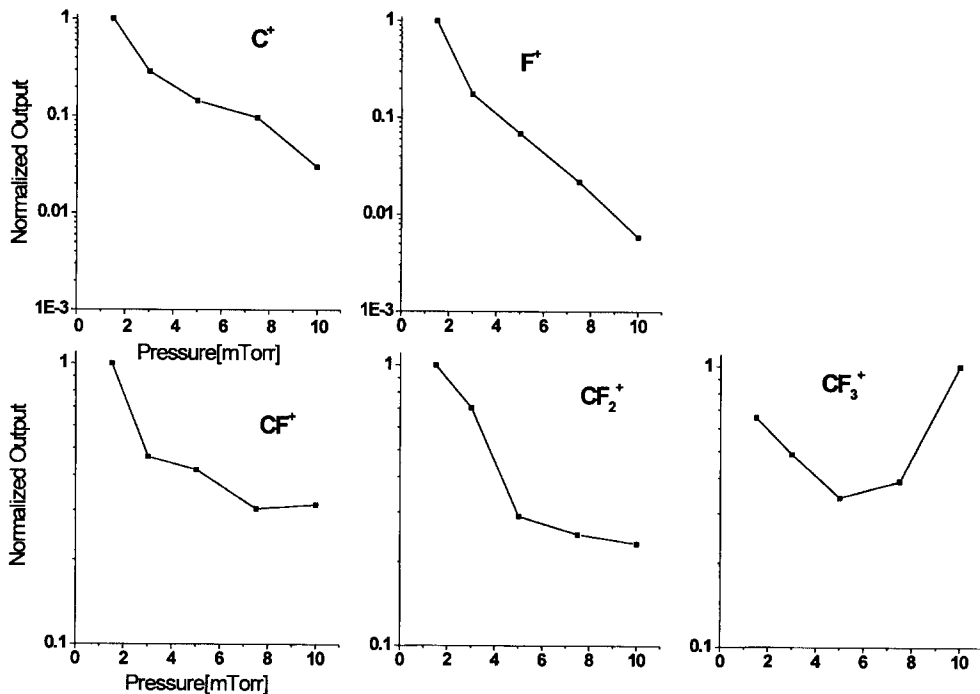 C+
Normalized Output
1
0.1
0.01
1E-3
0 2 4 6 8 10
Pressure[mTorr]
F+
1
0.1
0.01
1E-3
0 2 4 6 8 10
CF+
Normalized Output
1
0.1
0 2 4 6 8 10
Pressure[mTorr]
CF2+
1
0.1
0 2 4 6 8 10
CF3+
1
0.1
0 2 4 6 8 10